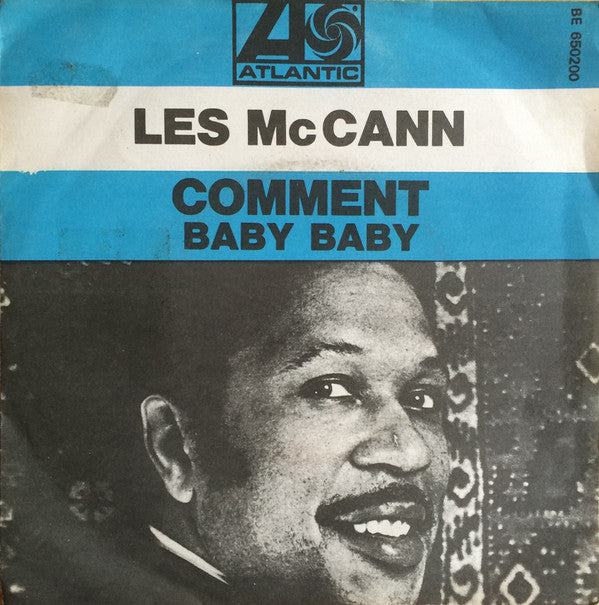 ATLANTIC
BE 650200
LES McCANN
COMMENT
BABY BABY